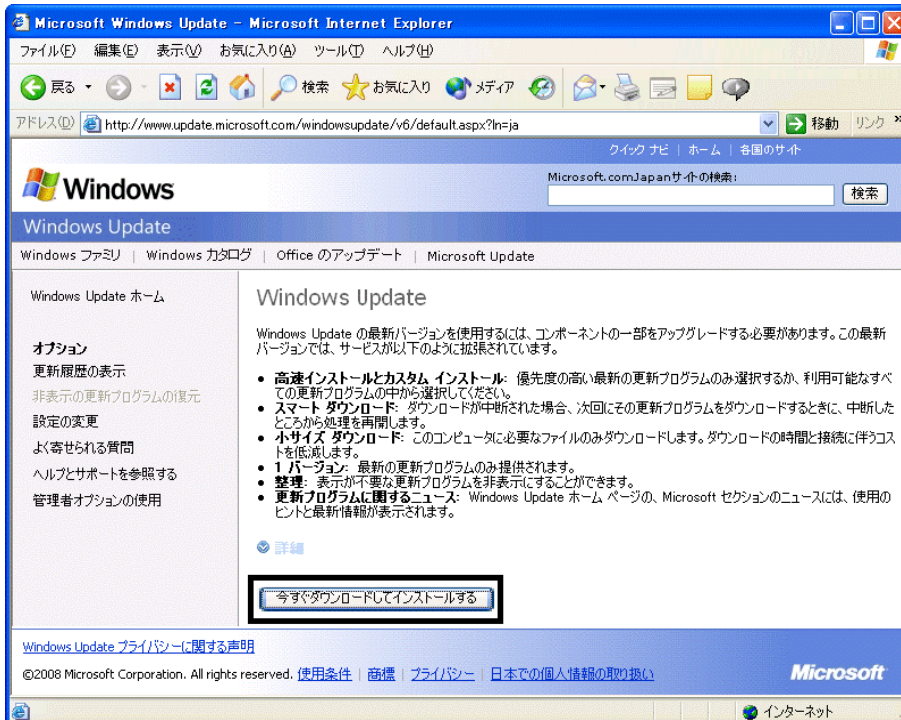 Microsoft Windows Update - Microsoft Internet Explorer
ファイル(F) 編集(E) 表示(V) お気に入り(A) ツール(T) ヘルプ(H)
戻る 検索 お気に入り メディア
アドレス(D) http://www.update.microsoft.com/windowsupdate/v6/default.aspx?ln=ja 移動 リンク »
クイック ナビ | ホーム | 各国のサイト
Windows
Microsoft.comJapanサイトの検索:
検索
Windows Update
Windows ファミリ | Windows カタログ | Office のアップデート | Microsoft Update
Windows Update ホーム
オプション
更新履歴の表示
非表示の更新プログラムの復元
設定の変更
よく寄せられる質問
ヘルプとサポートを参照する
管理者オプションの使用
Windows Update
Windows Update の最新バージョンを使用するには、コンポーネントの一部をアップグレードする必要があります。この最新
バージョンでは、サービスが以下のように拡張されています。
• 高速インストールとカスタム インストール: 優先度の高い最新の更新プログラムのみ選択するか、利用可能なすべ
ての更新プログラムの中から選択してください。
• スマート ダウンロード: ダウンロードが中断された場合、次回にその更新プログラムをダウンロードするときに、中断した
ところから処理を再開します。
• 小サイズ ダウンロード: このコンピュータに必要なファイルのみダウンロードします。ダウンロードの時間と接続に伴うコス
トを低減します。
• 1 バージョン: 最新の更新プログラムのみ提供されます。
• 整理: 表示が不要な更新プログラムを非表示にすることができます。
• 更新プログラムに関するニュース: Windows Update ホーム ページの、Microsoft セクションのニュースには、使用の
ヒントと最新情報が表示されます。
詳細
今すぐダウンロードしてインストールする
Windows Update プライバシーに関する声明
©2008 Microsoft Corporation. All rights reserved. 使用条件 | 商標 | プライバシー | 日本での個人情報の取り扱い
Microsoft
インターネット